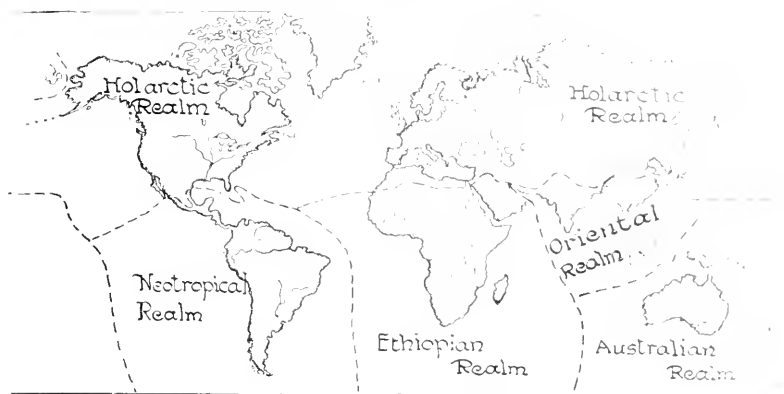 Holarctic
Realm
Holarctic
Realm
Oriental
Realm
Neotropical
Realm
Ethiopian
Realm
Australian
Realm